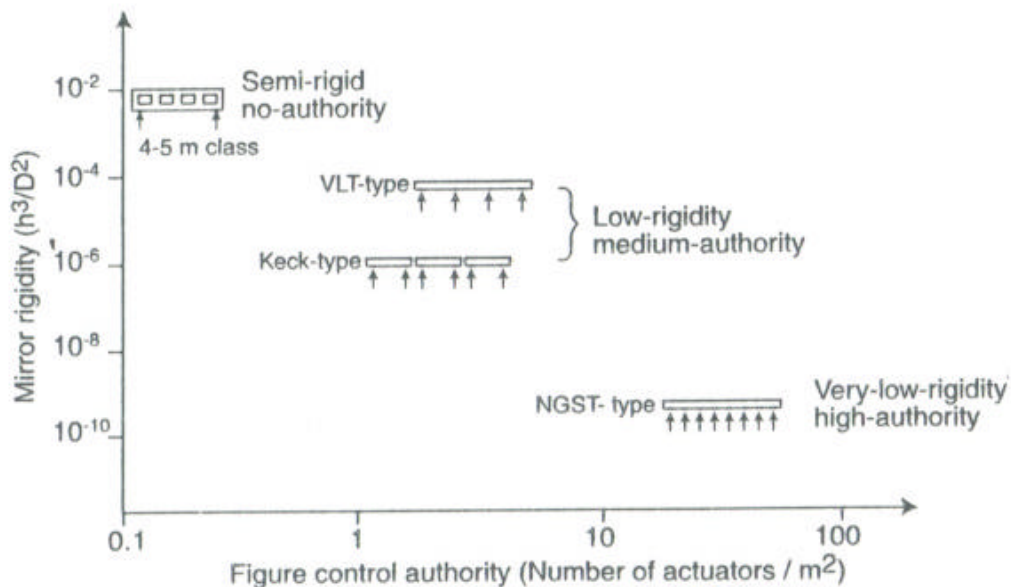 10⁻²
Semi-rigid
no-authority
4-5 m class
10⁻⁴
VLT-type
Low-rigidity
medium-authority
10⁻⁶
Keck-type
10⁻⁸
NGST- type
Very-low-rigidity
high-authority
10⁻¹⁰
Mirror rigidity (h³/D²)
0.1
1
10
100
Figure control authority (Number of actuators / m²)